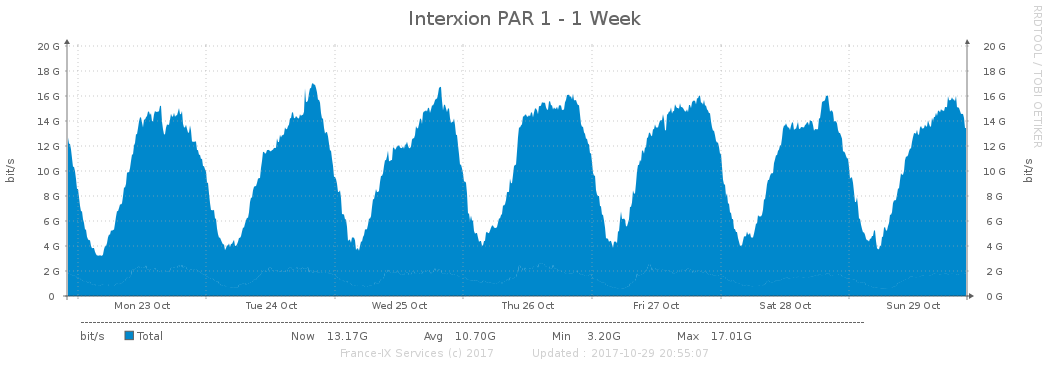 Interxion PAR 1 - 1 Week
RRDTOOL / TOBI OETIKER
20 G 20 G
18 G 18 G
16 G 16 G
14 G 14 G
12 G 12 G
10 G 10 G
8 G 8 G
6 G 6 G
4 G 4 G
2 G 2 G
0 0 G
bit/s
bit/s
Mon 23 Oct Tue 24 Oct Wed 25 Oct Thu 26 Oct Fri 27 Oct Sat 28 Oct Sun 29 Oct
bit/s Total Now 13.17G Avg 10.70G Min 3.20G Max 17.01G
France-IX Services (c) 2017 Updated : 2017-10-29 20:55:07